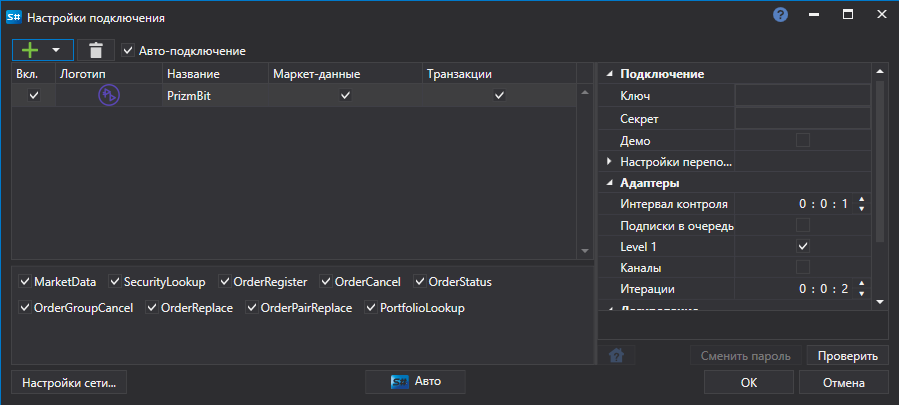 S# Настройки подключения ?
Авто-подключение
Вкл. Логотип Название Маркет-данные Транзакции
PrizmBit
MarketData SecurityLookup OrderRegister OrderCancel OrderStatus
OrderGroupCancel OrderReplace OrderPairReplace PortfolioLookup
Подключение
Ключ
Секрет
Демо
Настройки перепо...
Адаптеры
Интервал контроля 0 : 0 : 1
Подписки в очередь
Level 1
Каналы
Итерации 0 : 0 : 2
Сменить пароль Проверить
Настройки сети... S# Авто OK Отмена